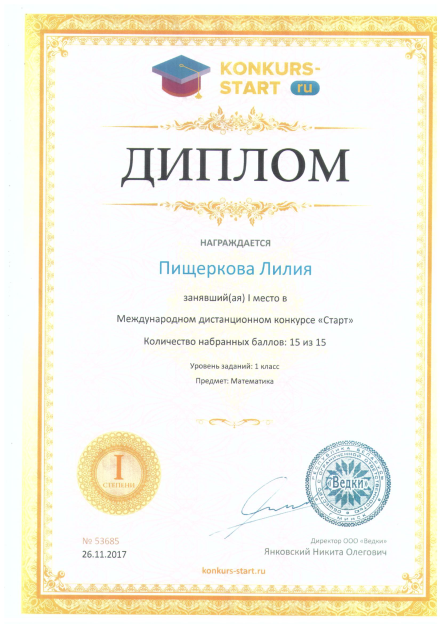 KONKURS-
START ru
ДИПЛОМ
НАГРАЖДАЕТСЯ
Пищеркова Лилия
занявший(ая) I место в
Международном дистанционном конкурсе «Старт»
Количество набранных баллов: 15 из 15
Уровень заданий: 1 класс
Предмет: Математика
I
СТЕПЕНИ
«Ведки»
№ 53685
26.11.2017
Директор ООО «Ведки»
Янковский Никита Олегович
konkurs-start.ru